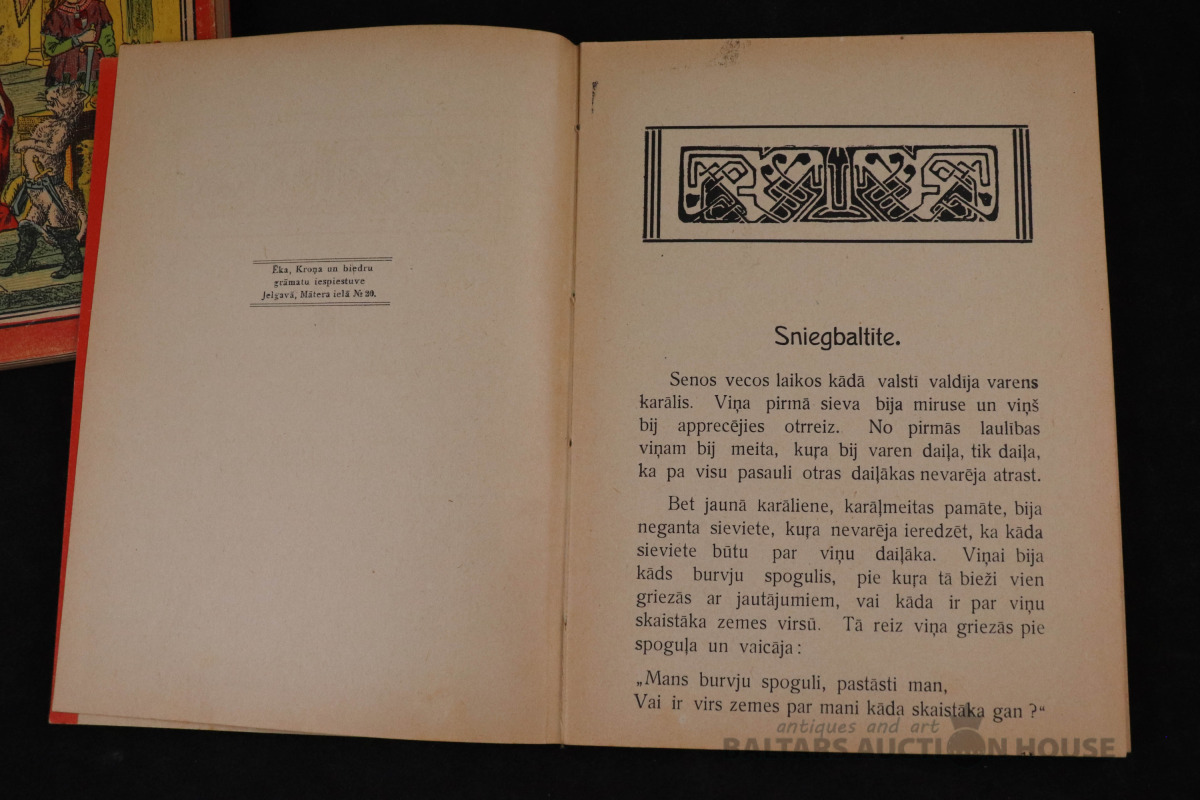 Ēka, Kroņa un biedru
grāmatu iespiestuve
Jelgavā, Mātera ielā № 20.
Sniegbaltite.
Senos vecos laikos kādā valstī valdīja varens
karālis. Viņa pirmā sieva bija miruse un viņš
bij apprecējies otrreiz. No pirmās laulības
viņam bij meita, kuŗa bij varen daiļa, tik daiļa,
ka pa visu pasauli otras daiļākas nevarēja atrast.
Bet jaunā karāliene, karāļmeitas pamāte, bija
neganta sieviete, kuŗa nevarēja ieredzēt, ka kāda
sieviete būtu par viņu daiļāka. Viņai bija
kāds burvju spogulis, pie kuŗa tā bieži vien
griezās ar jautājumiem, vai kāda ir par viņu
skaistāka zemes virsū. Tā reiz viņa griezās pie
spoguļa un vaicāja:
„Mans burvju spoguli, pastāsti man,
Vai ir virs zemes par mani kāda skaistāka gan?“
antiques and art
BALTARS AUCTION HOUSE